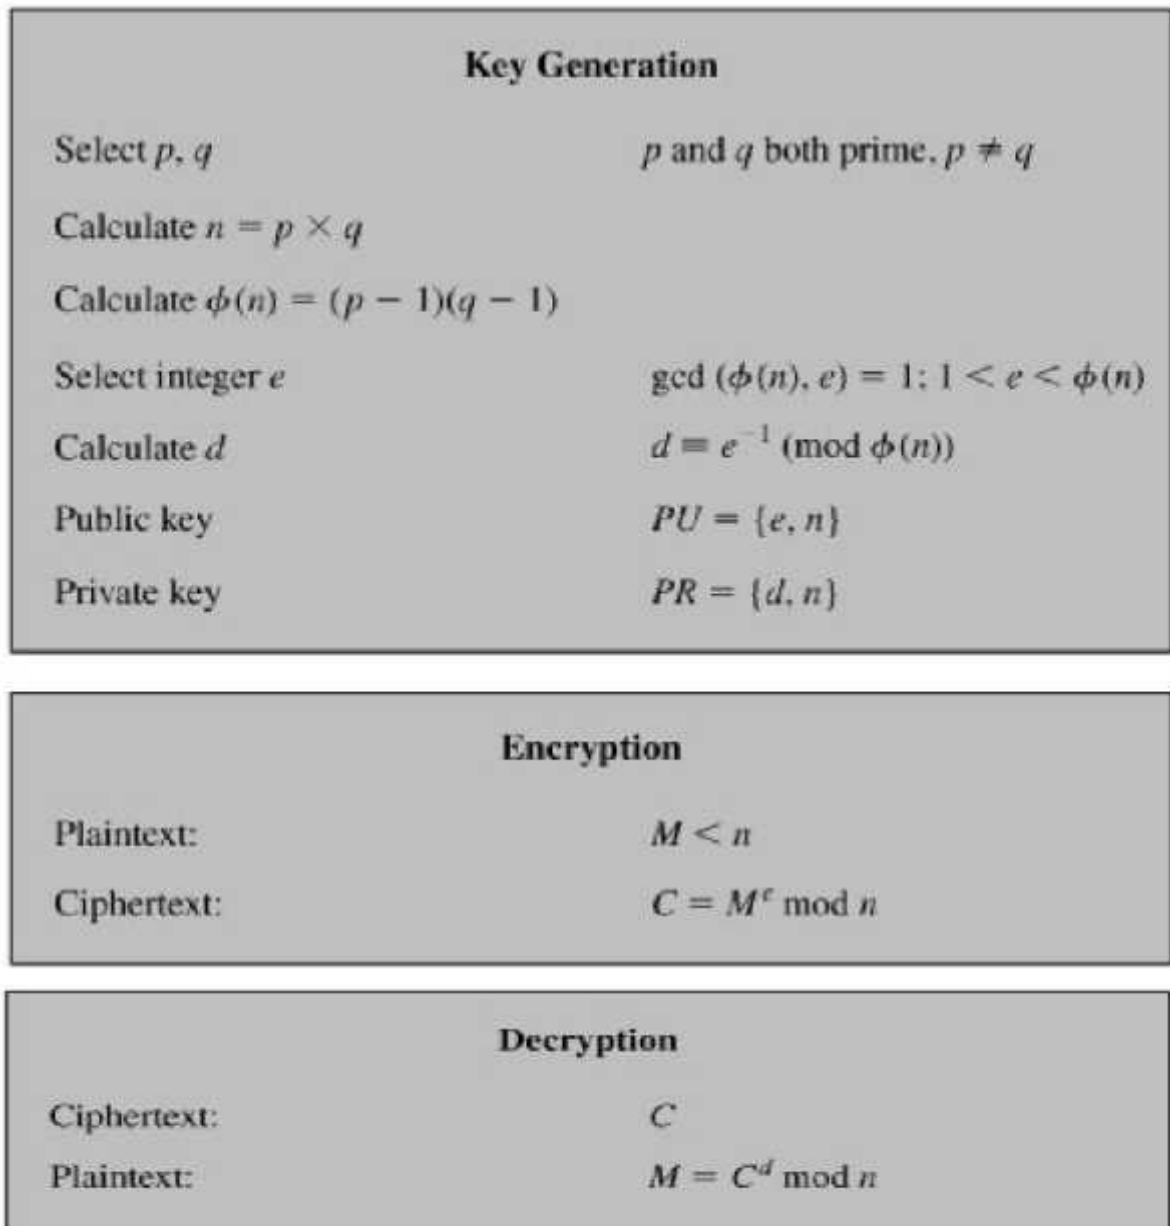 Key Generation
Select p, q p and q both prime, p ≠ q
Calculate n = p × q
Calculate ϕ(n) = (p − 1)(q − 1)
Select integer e gcd (ϕ(n), e) = 1; 1 < e < ϕ(n)
Calculate d d ≡ e⁻¹ (mod ϕ(n))
Public key PU = {e, n}
Private key PR = {d, n}
Encryption
Plaintext: M < n
Ciphertext: C = Mᵉ mod n
Decryption
Ciphertext: C
Plaintext: M = Cᵈ mod n